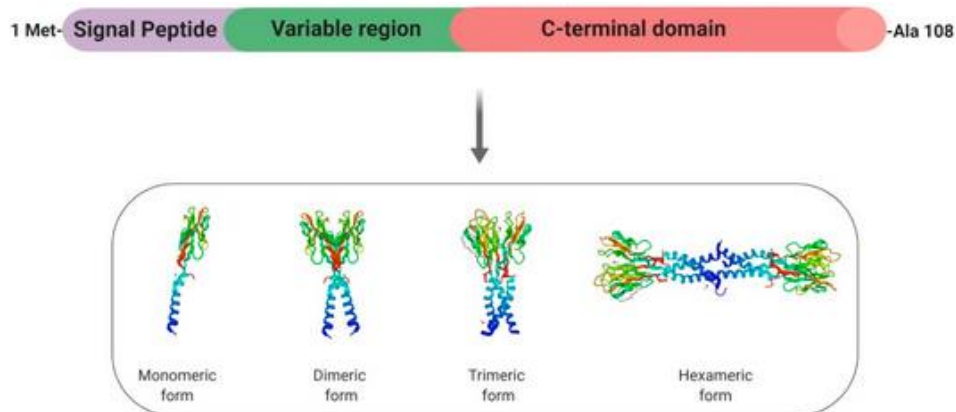 1 Met- Signal Peptide Variable region C-terminal domain -Ala 108
Monomeric form
Dimeric form
Trimeric form
Hexameric form